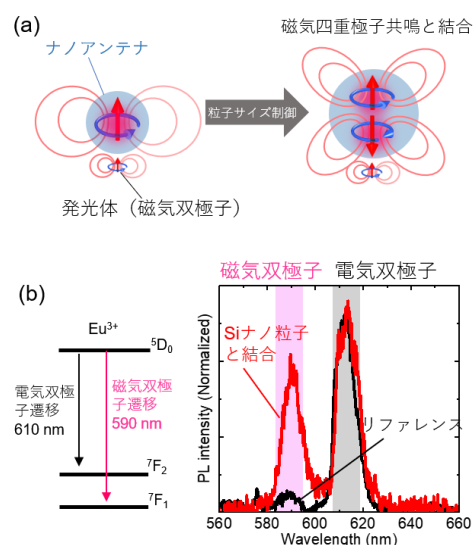 (a)
ナノアンテナ
磁気四重極子共鳴と結合
粒子サイズ制御
発光体（磁気双極子）
(b)
Eu3+
5D0
電気双極
子遷移
610 nm
磁気双極
子遷移
590 nm
7F2
7F1
磁気双極子
電気双極子
Siナノ粒子
と結合
リファレンス
PL intensity (Normalized)
560
580
600
620
640
660
Wavelength (nm)